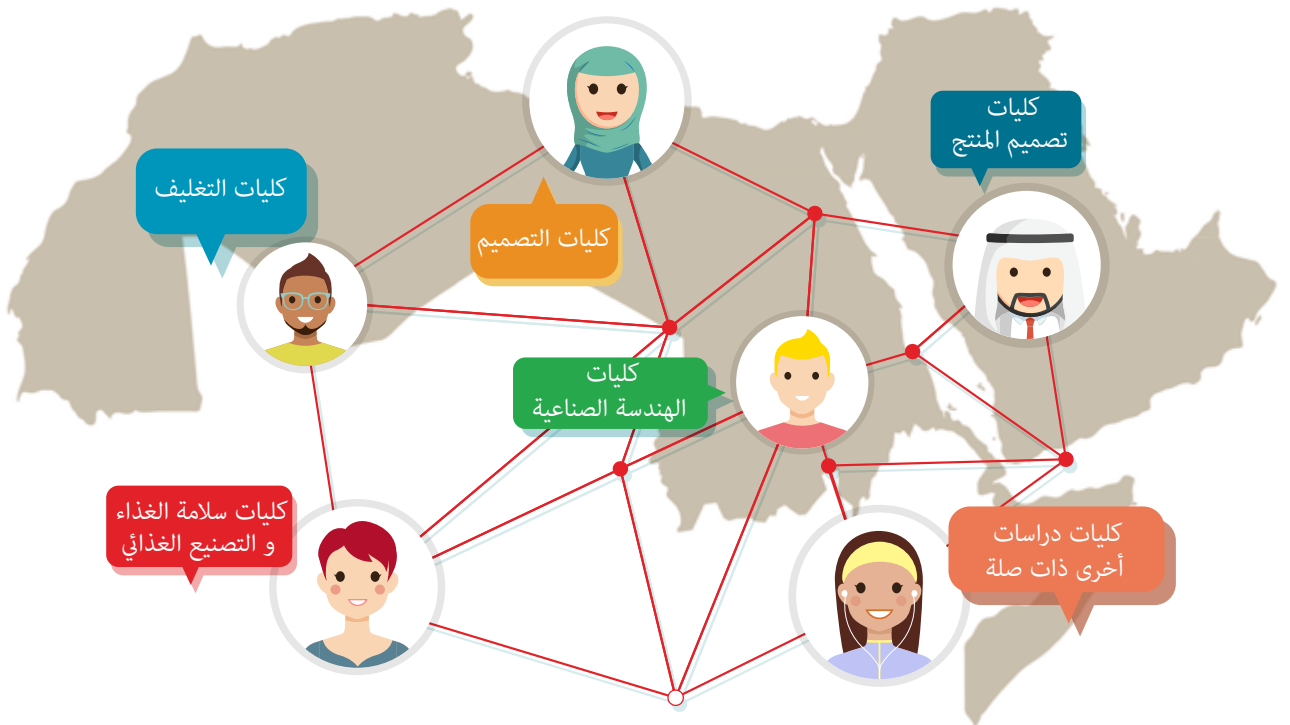 كليات
تصميم المنتج
كليات التغليف
كليات التصميم
كليات
الهندسة الصناعية
كليات سلامة الغذاء
و التصنيع الغذائي
كليات دراسات
أخرى ذات صلة